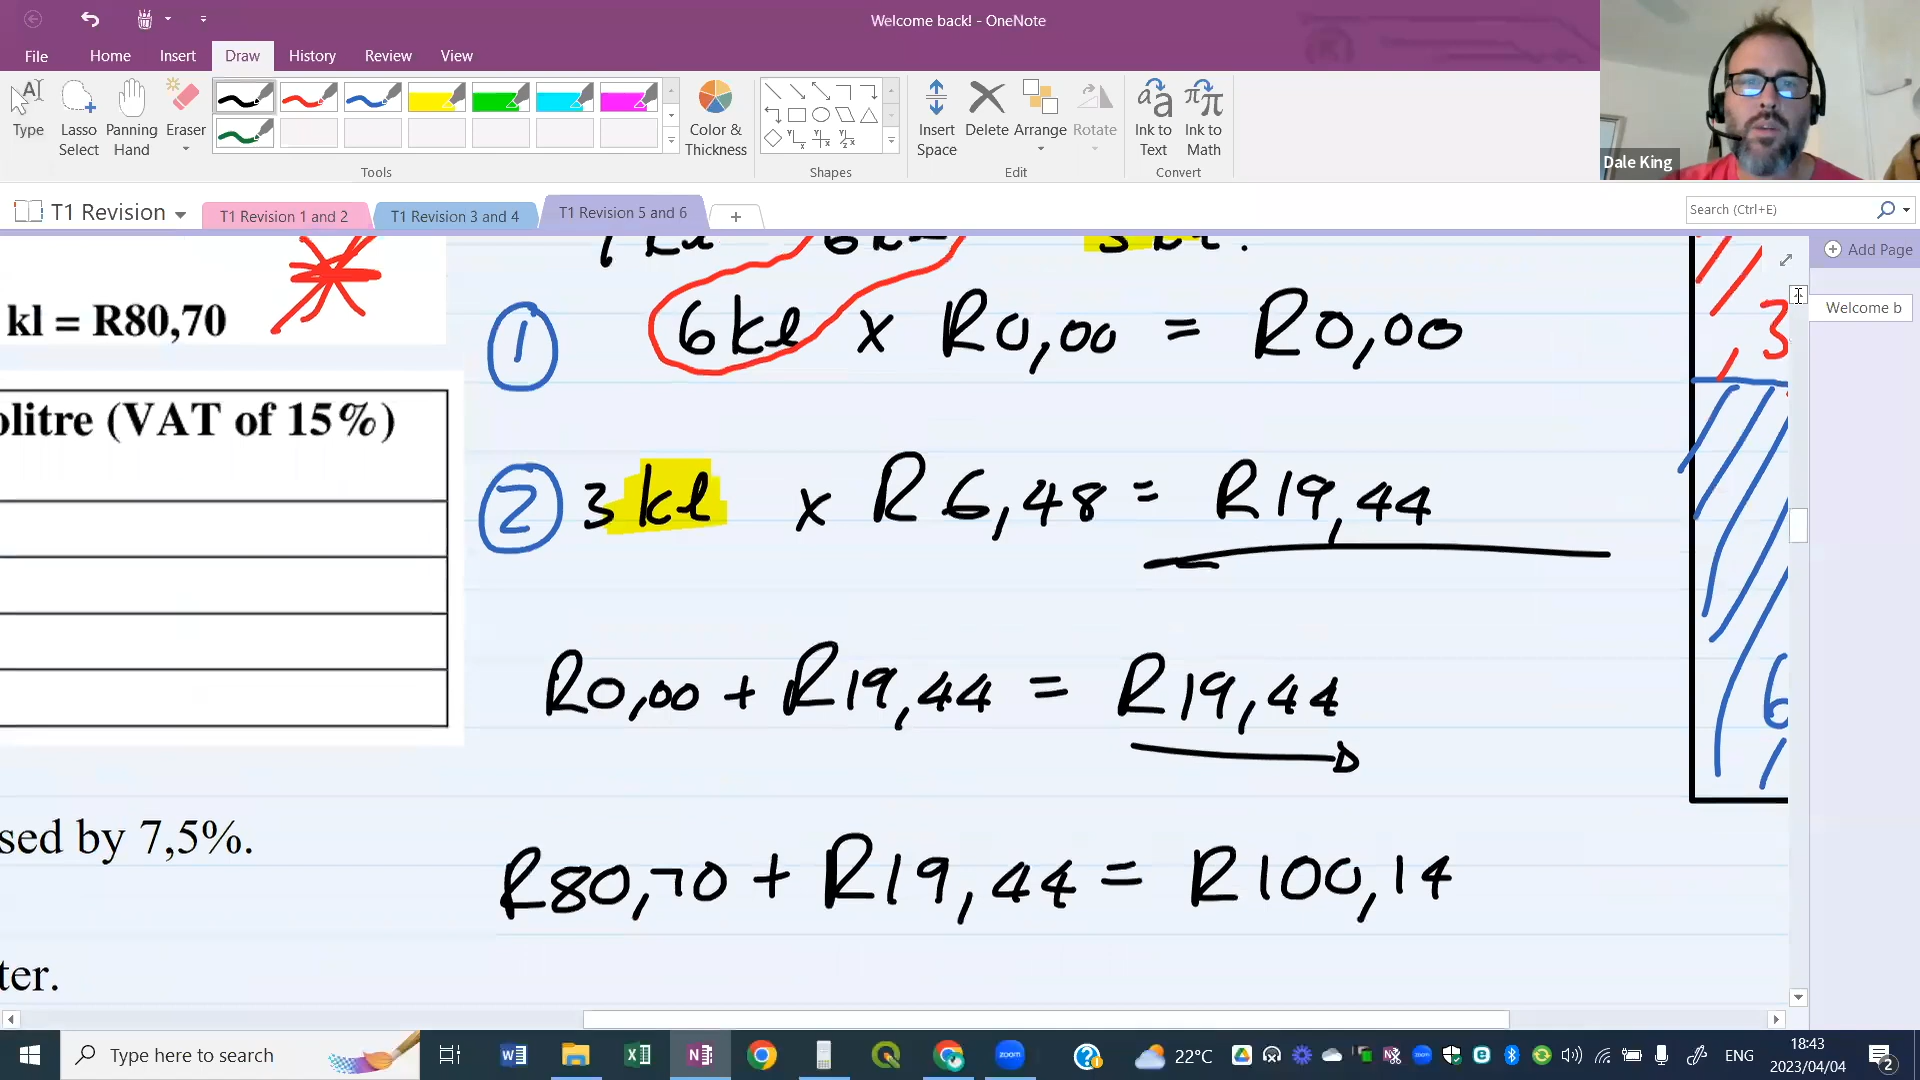 Welcome back! - OneNote
File Home Insert Draw History Review View
Type
Lasso Select
Panning Hand
Eraser
Color & Thickness
Insert Space
Delete
Arrange
Rotate
Ink to Text
Ink to Math
Tools
Shapes
Edit
Convert
Dale King
T1 Revision
T1 Revision 1 and 2
T1 Revision 3 and 4
T1 Revision 5 and 6
Search (Ctrl+E)
Add Page
Welcome b
kl = R80,70
1 6kl x R0,00 = R0,00
olitre (VAT of 15%)
2 3kl x R6,48 = R19,44
R0,00 + R19,44 = R19,44
sed by 7,5%.
R80,70 + R19,44 = R100,14
ter.
Type here to search
22°C
ENG
18:43
2023/04/04
2